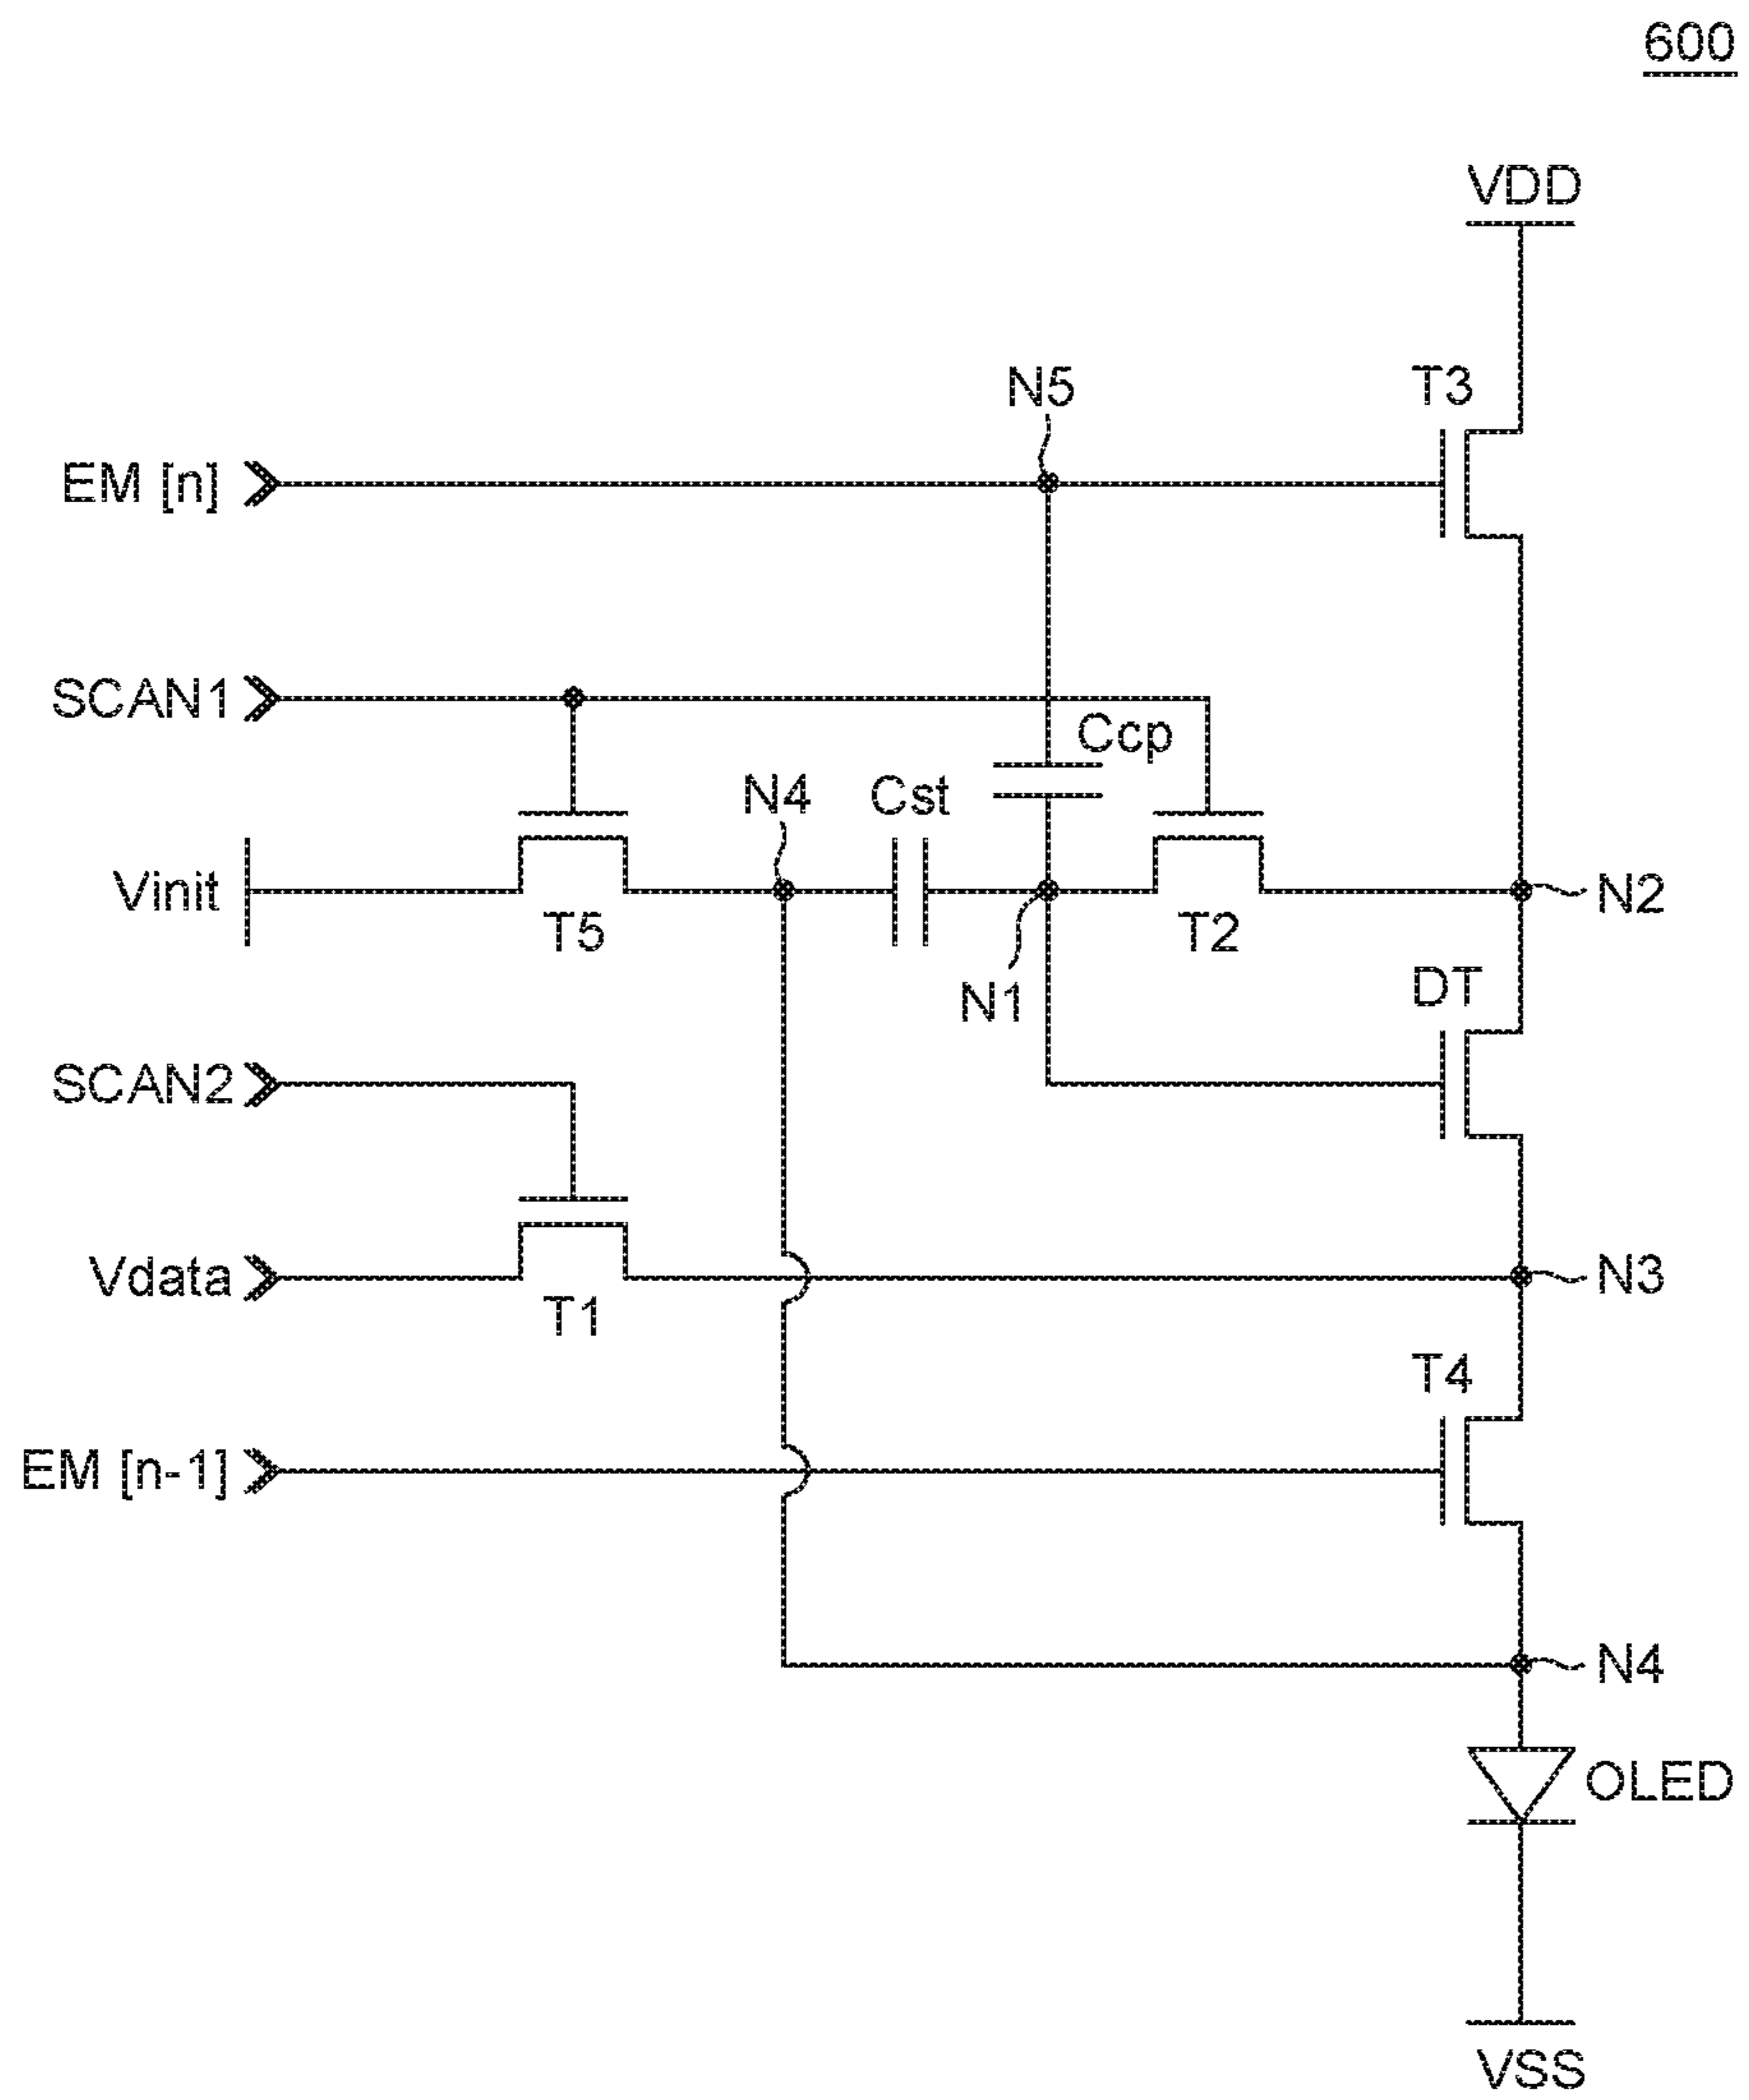 600
VDD
N5
T3
EM [n]
SCAN1
Ccp
N4
Cst
Vinit
N2
T5
T2
DT
N1
SCAN2
Vdata
N3
T1
T4
EM [n-1]
N4
OLED
VSS